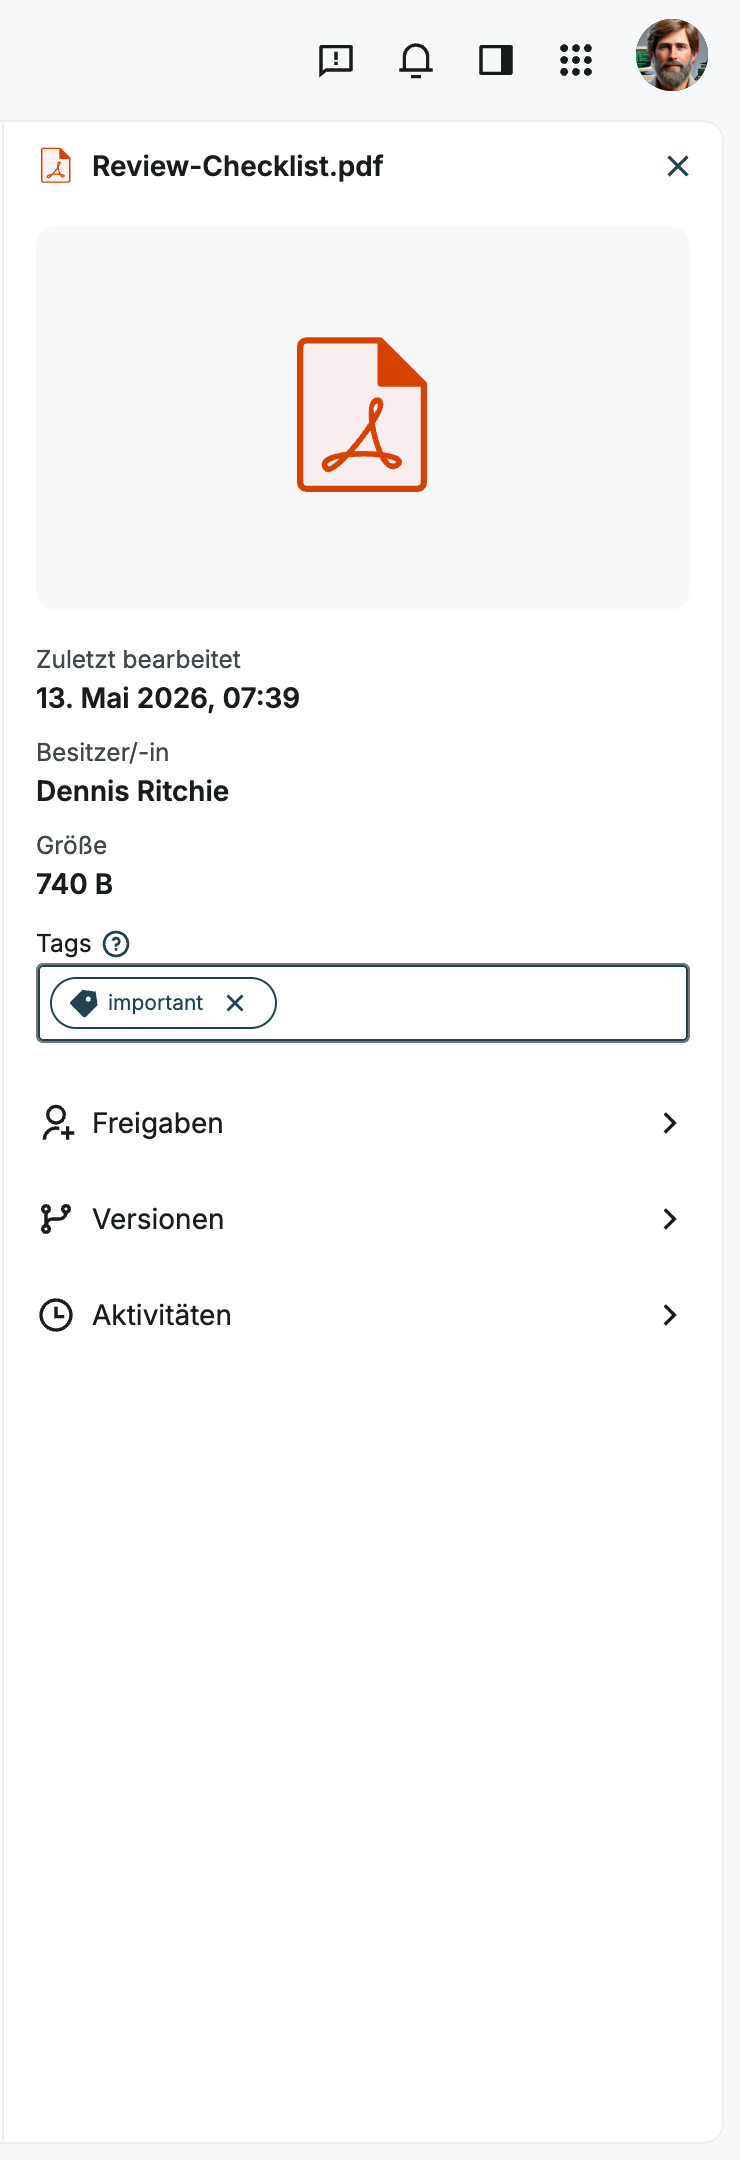 Review-Checklist.pdf
Zuletzt bearbeitet
13. Mai 2026, 07:39
Besitzer/-in
Dennis Ritchie
Größe
740 B
Tags
important
Freigaben
Versionen
Aktivitäten